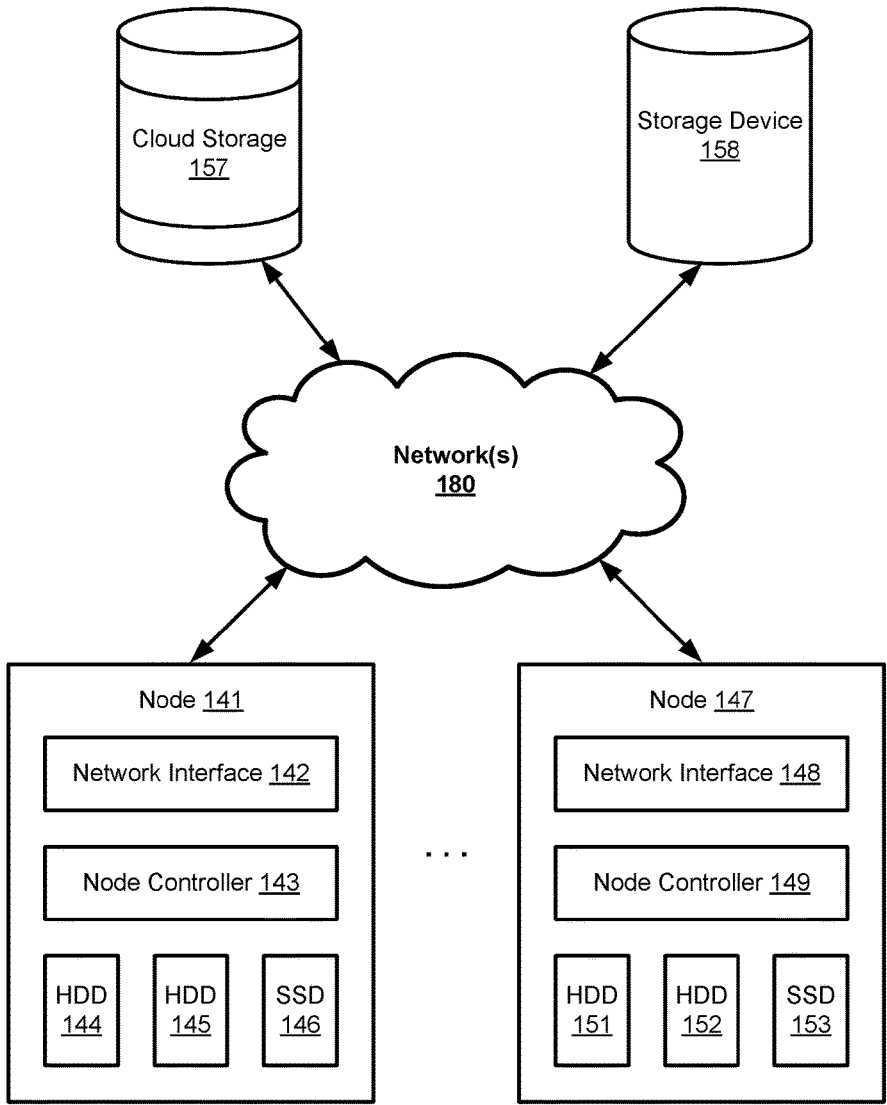 Cloud Storage
157
Storage Device
158
Network(s)
180
Node 141
Network Interface 142
Node Controller 143
HDD
144
HDD
145
SSD
146
. . .
Node 147
Network Interface 148
Node Controller 149
HDD
151
HDD
152
SSD
153